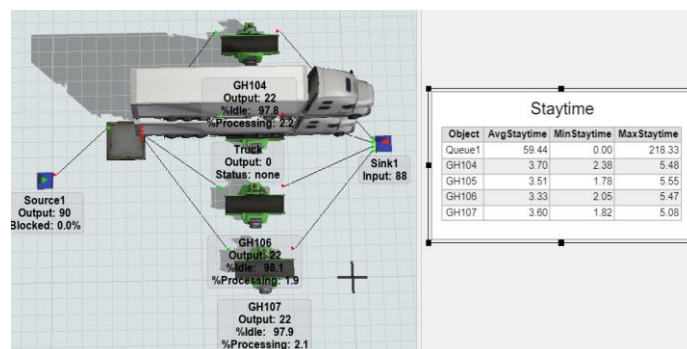 GH104
Output: 22
%Idle: 97.8
%Processing: 2.2
Truck
Output: 0
Status: none
Sink1
Input: 88
Source1
Output: 90
Blocked: 0.0%
GH106
Output: 22
%Idle: 98.1
%Processing: 1.9
GH107
Output: 22
%Idle: 97.9
%Processing: 2.1
Staytime
Object AvgStaytime MinStaytime MaxStaytime
Queue1 59.44 0.00 218.33
GH104 3.70 2.38 5.48
GH105 3.51 1.78 5.55
GH106 3.33 2.05 5.47
GH107 3.60 1.82 5.08